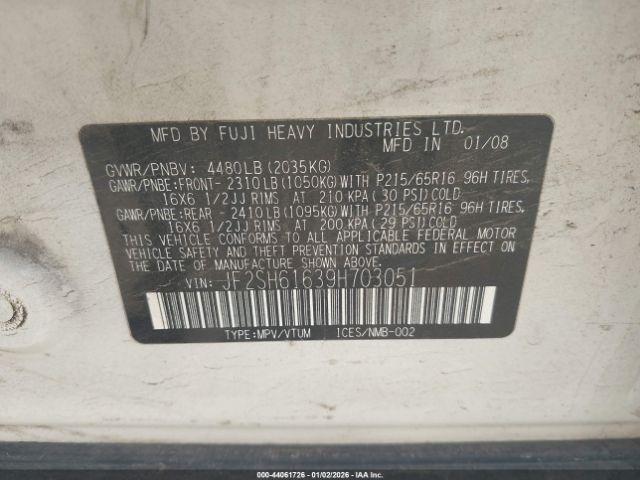 MFD BY FUJI HEAVY INDUSTRIES LTD.
MFD IN 01/08
GVWR/PNBV: 4480LB(2035KG)
GAWR/PNBE:FRONT- 2310LB(1050KG)WITH P215/65R16 96H TIRES,
16X6 1/2JJ RIMS AT 210 KPA(30 PSI)COLD
GAWR/PNBE:REAR - 2410LB(1095KG)WITH P215/65R16 96H TIRES,
16X6 1/2JJ RIMS AT 200 KPA(29 PSI)COLD
THIS VEHICLE CONFORMS TO ALL APPLICABLE FEDERAL MOTOR
VEHICLE SAFETY AND THEFT PREVENTION STANDARDS IN EFFECT ON
THE DATE OF MANUFACTURE SHOWN ABOVE.
VIN: JF2SH61639H703051
TYPE:MPV/VTUM ICES/NMB-002
000-44061726 - 01/02/2026 - IAA Inc.